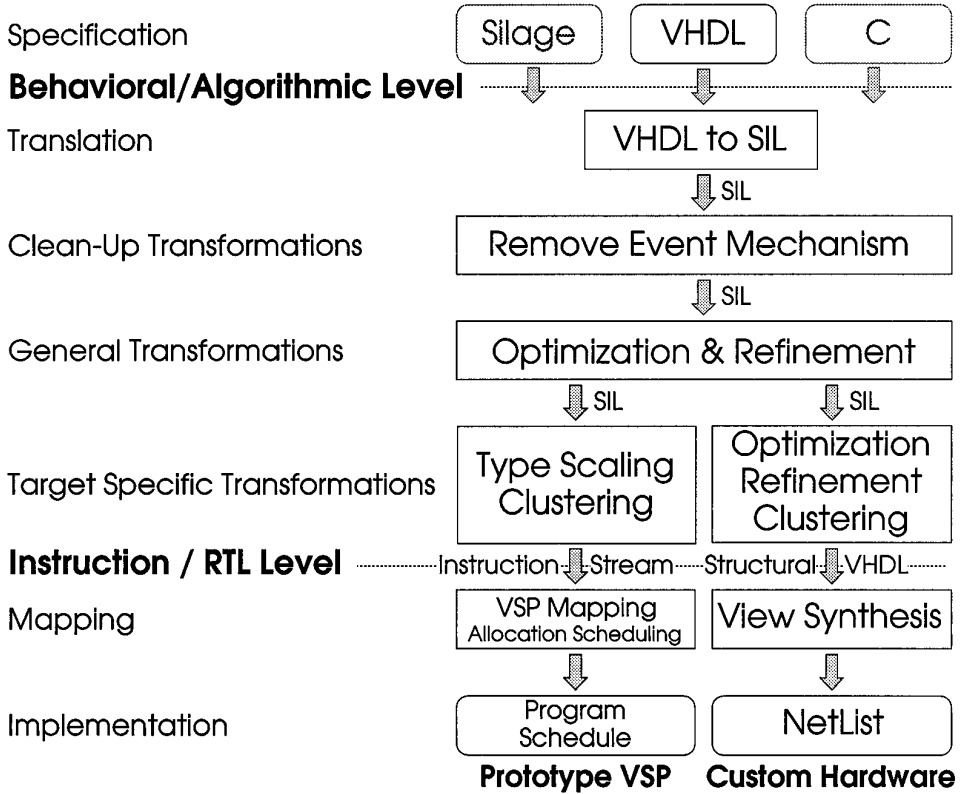 Specification
Silage
VHDL
C
Behavioral/Algorithmic Level
Translation
VHDL to SIL
SIL
Clean-Up Transformations
Remove Event Mechanism
SIL
General Transformations
Optimization & Refinement
SIL
SIL
Target Specific Transformations
Type Scaling
Clustering
Optimization
Refinement
Clustering
Instruction / RTL Level
Instruction Stream
Structural VHDL
Mapping
VSP Mapping
Allocation Scheduling
View Synthesis
Implementation
Program
Schedule
NetList
Prototype VSP
Custom Hardware